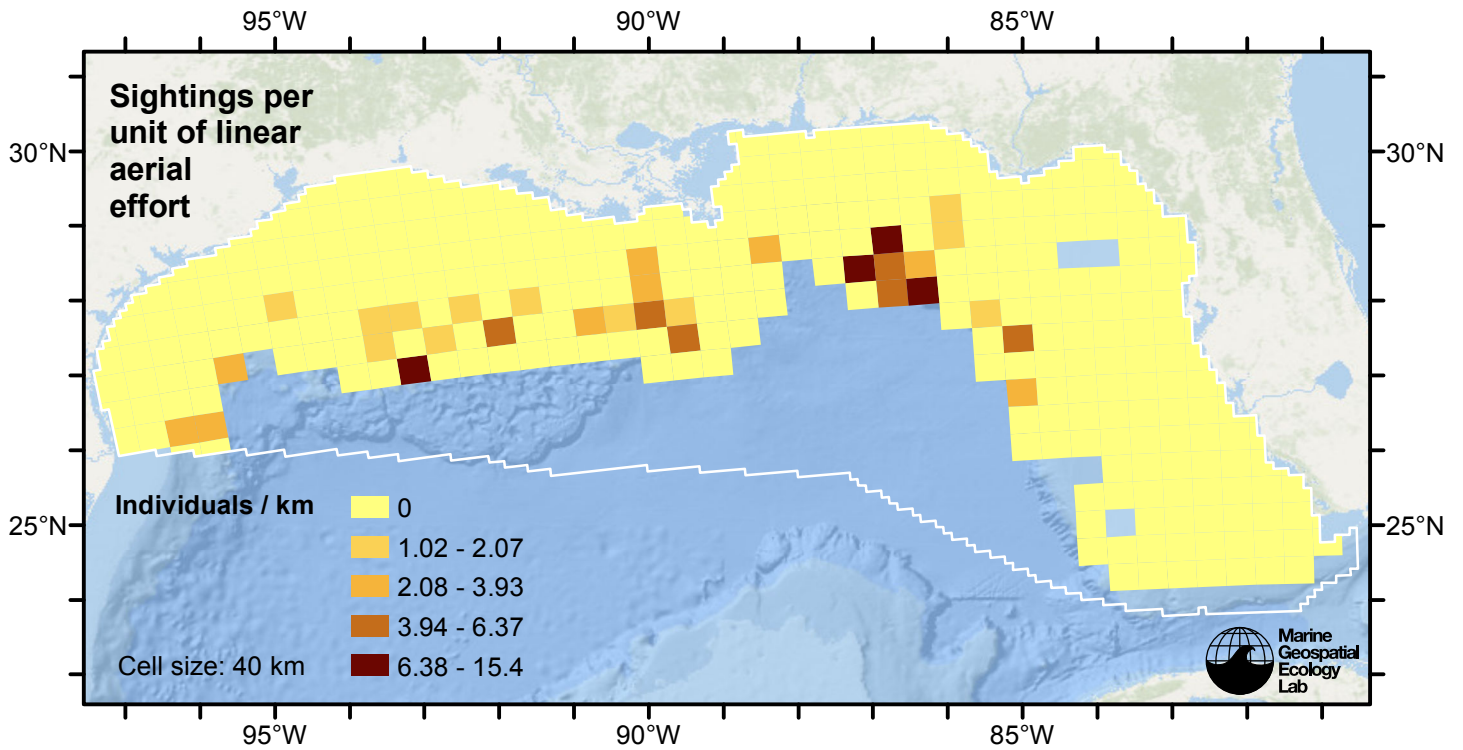 95°W 90°W 85°W
Sightings per
unit of linear
aerial
effort
30°N 30°N
25°N 25°N
Individuals / km
0
1.02 - 2.07
2.08 - 3.93
3.94 - 6.37
6.38 - 15.4
Cell size: 40 km
Marine
Geospatial
Ecology
Lab
95°W 90°W 85°W